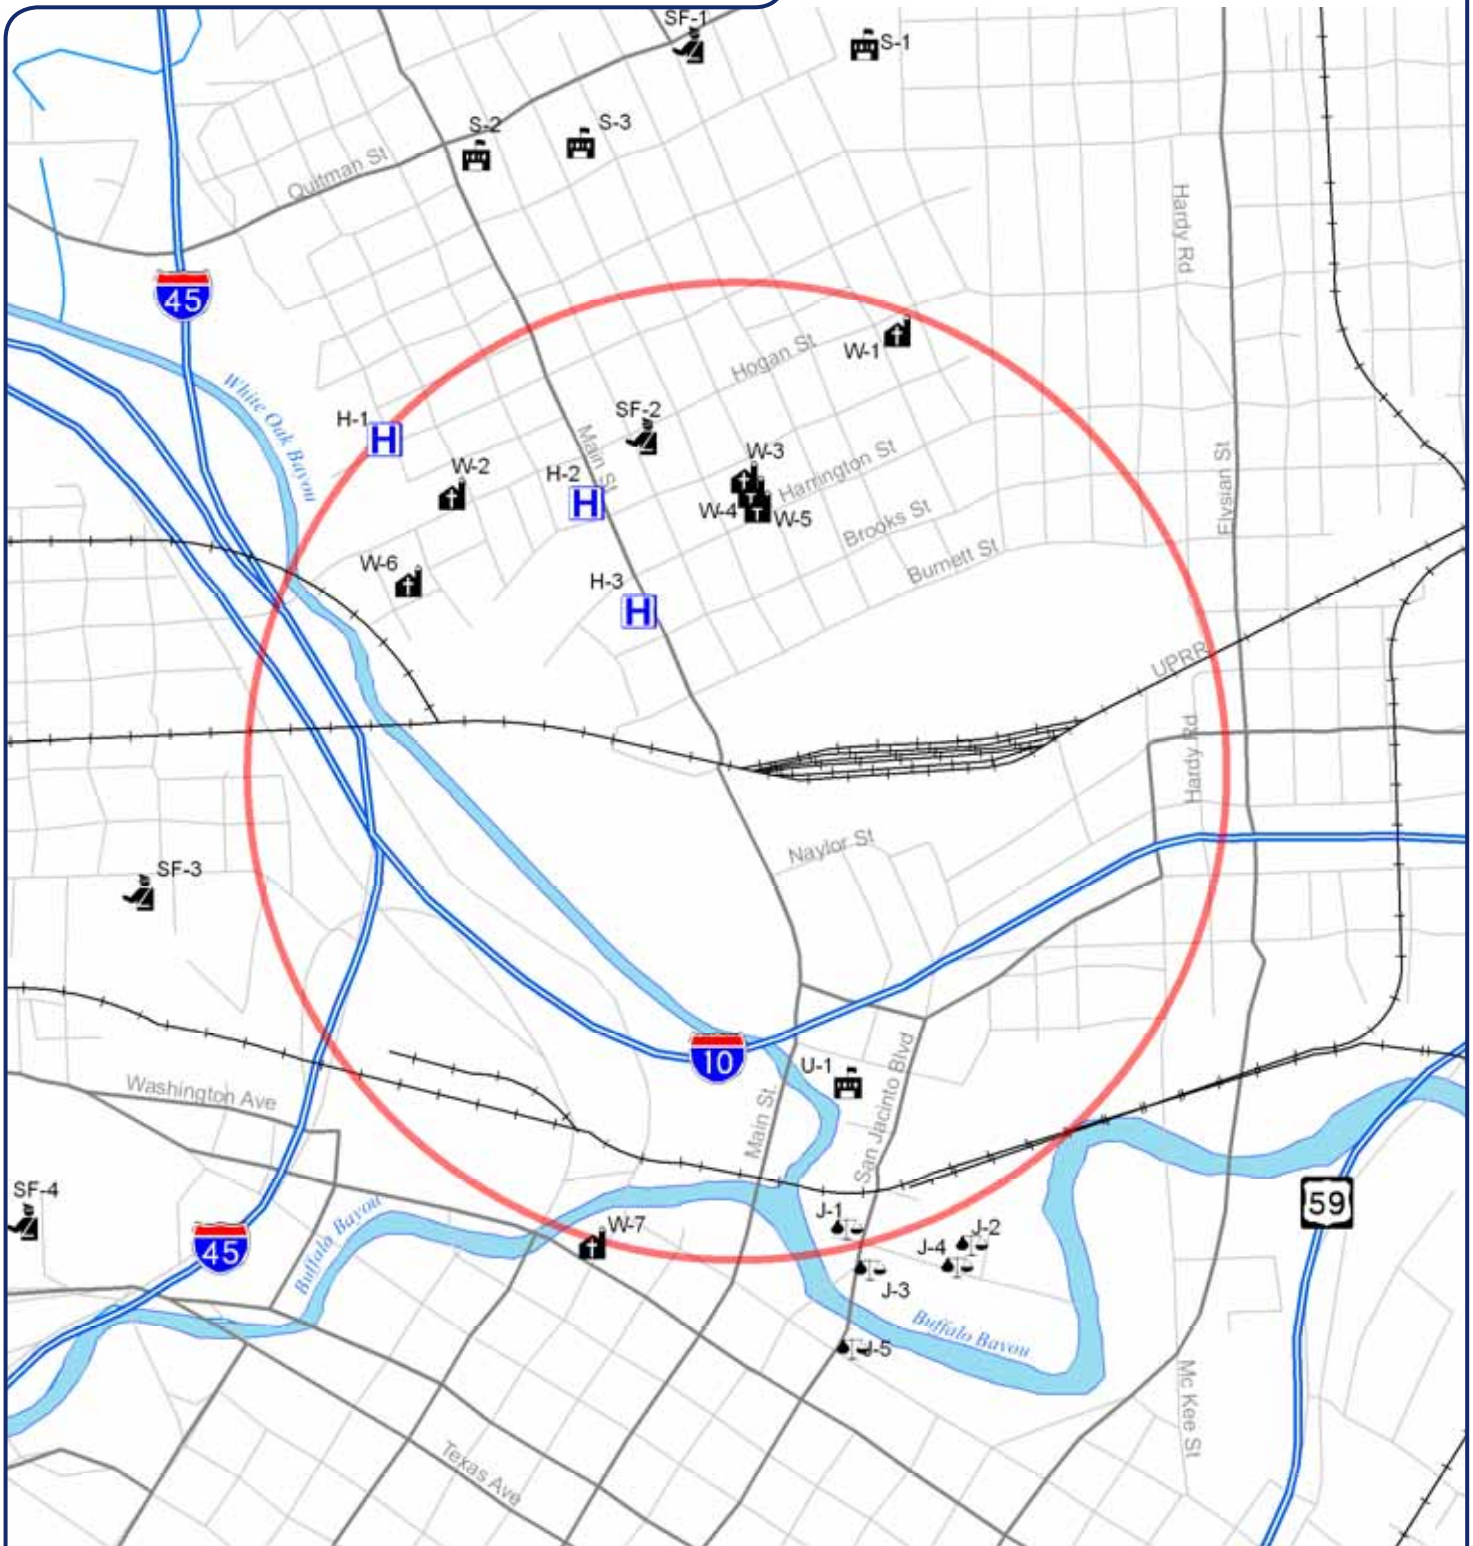 SF-1
S-1
S-2
S-3
Quitman St
Hardy Rd
45
Hogan St
W-1
White Oak Bayou
H-1
SF-2
Main St
W-2
H-2
W-3
Harrington St
W-4
W-5
Brooks St
Elysian St
Burnett St
W-6
H-3
UPRR
Hardy Rd
Naylor St
SF-3
10
U-1
San Jacinto Blvd
Washington Ave
Main St.
SF-4
Buffalo Bayou
45
W-7
J-1
J-2
J-4
J-3
59
Buffalo Bayou
J-5
Mc Kee St
Texas Ave